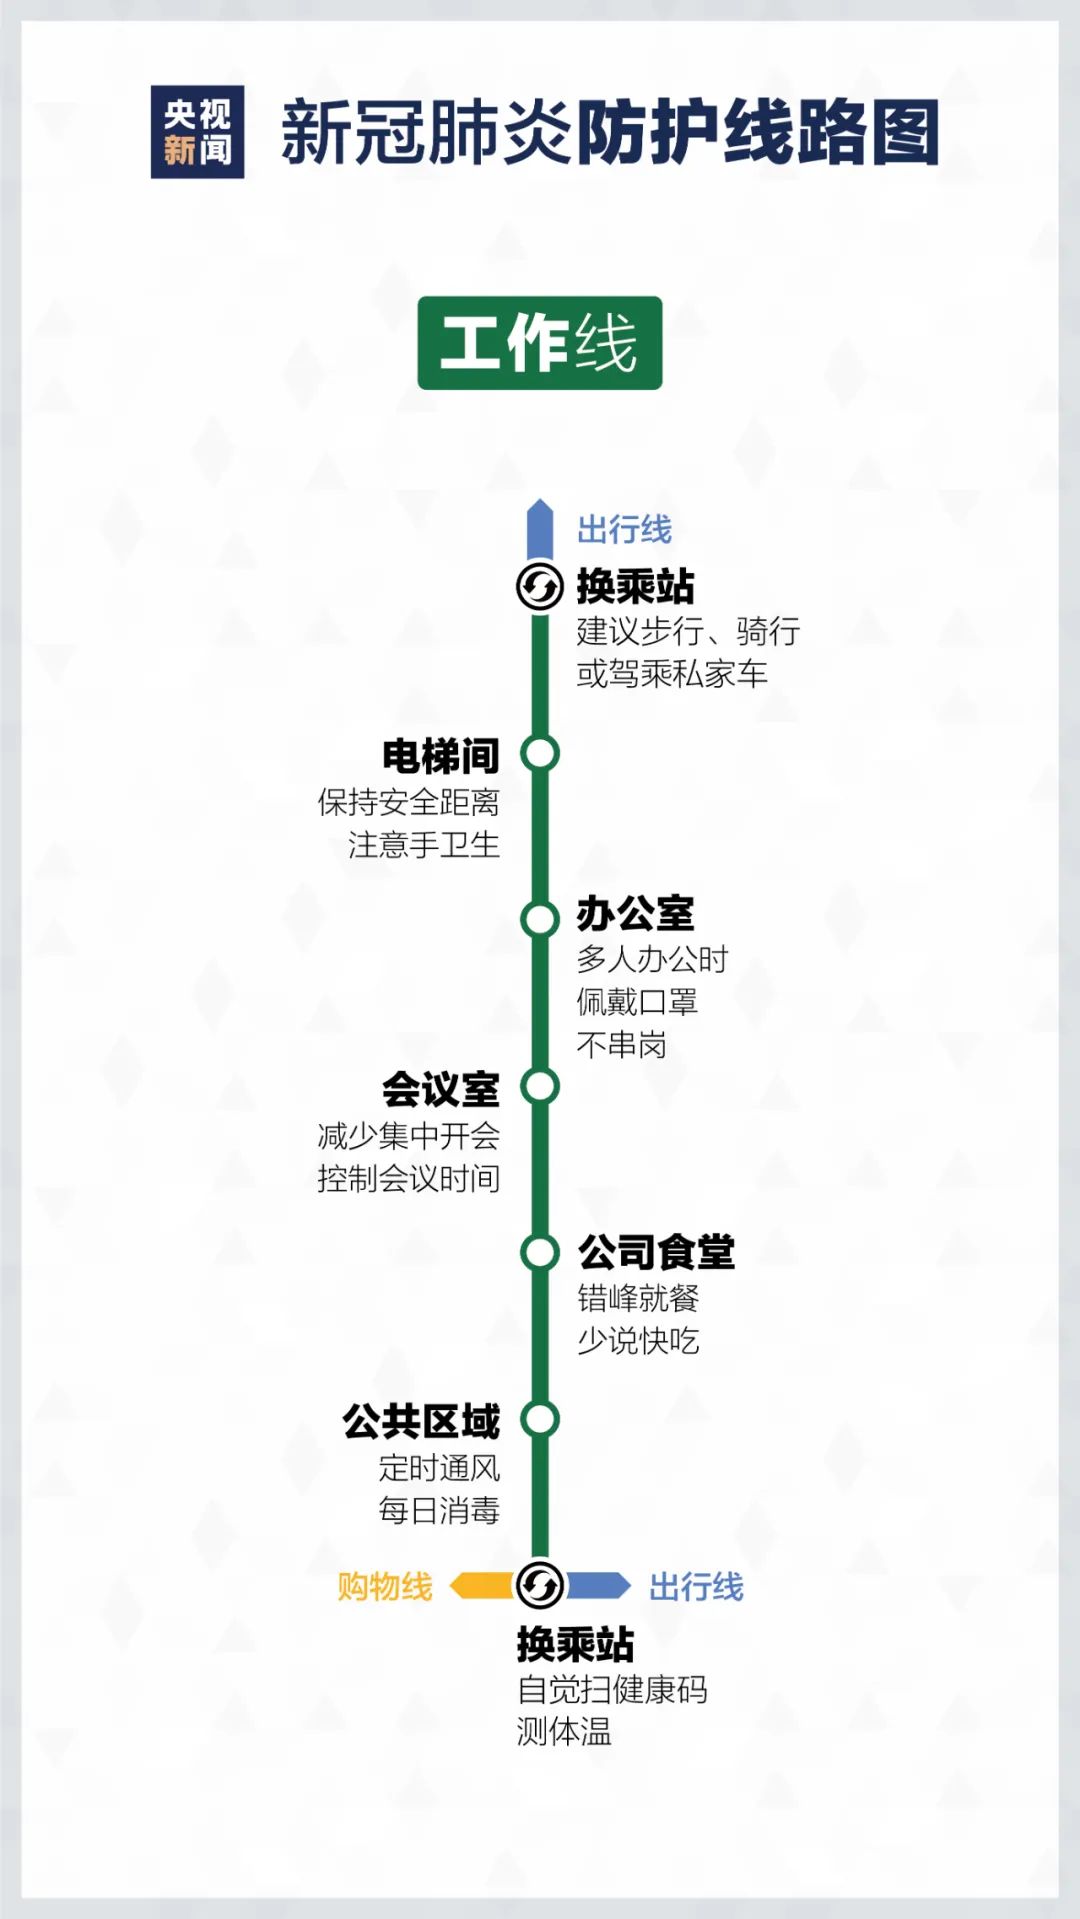 央视
新闻
新冠肺炎防护线路图
工作线
出行线
换乘站
建议步行、骑行
或驾乘私家车
电梯间
保持安全距离
注意手卫生
办公室
多人办公时
佩戴口罩
不串岗
会议室
减少集中开会
控制会议时间
公司食堂
错峰就餐
少说快吃
公共区域
定时通风
每日消毒
购物线
出行线
换乘站
自觉扫健康码
测体温